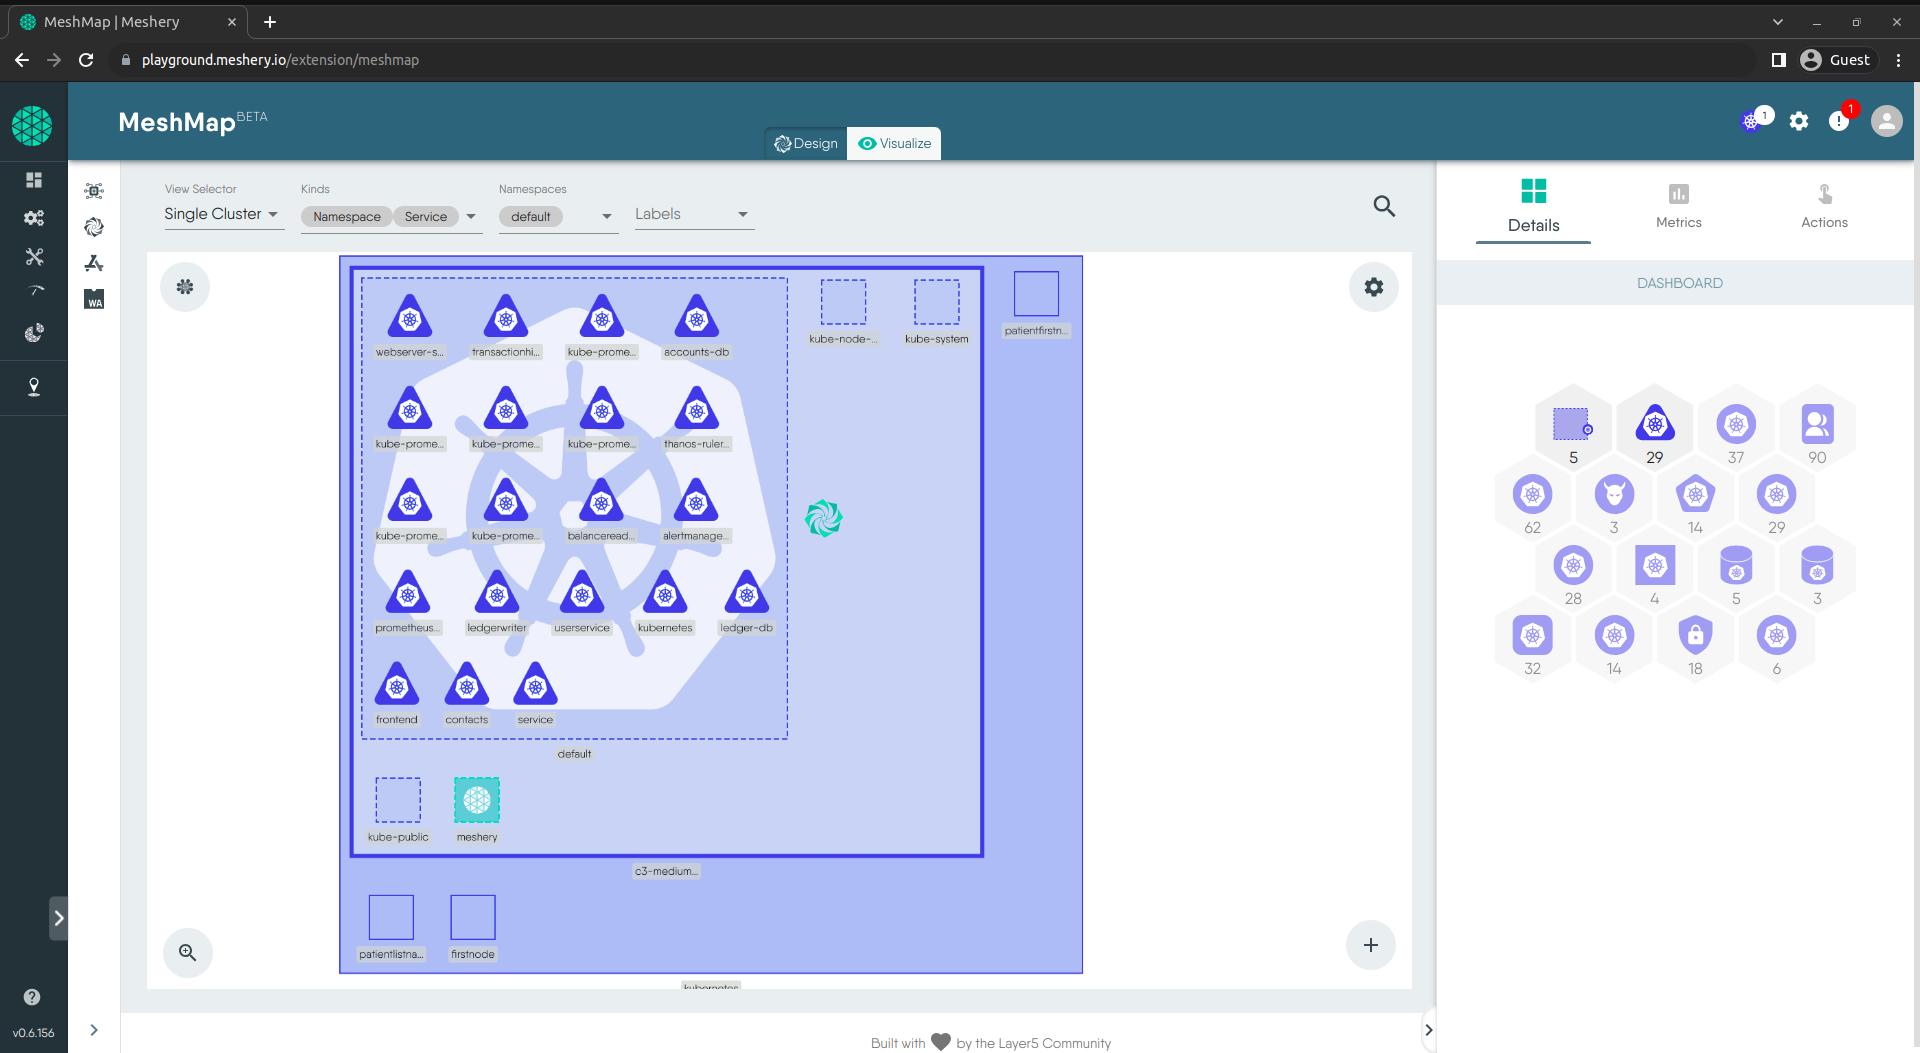 MeshMap | Meshery
playground.meshery.io/extension/meshmap
Guest
MeshMap BETA
1
1
Design
Visualize
View Selector
Kinds
Namespaces
Single Cluster
Namespace
Service
default
Labels
Details
Metrics
Actions
DASHBOARD
WA
patientfirstn...
kube-node-...
kube-system
webserver-s...
transactionhi...
kube-prome...
accounts-db
kube-prome...
kube-prome...
kube-prome...
thanos-ruler...
kube-prome...
kube-prome...
balanceread...
alertmanage...
prometheus...
ledgerwriter
userservice
kubernetes
ledger-db
frontend
contacts
service
default
kube-public
meshery
c3-medium...
patientlistna...
firstnode
kubernetes
5
29
37
90
62
3
14
29
28
4
5
3
32
14
18
6
v0.6.156
Built with
by the Layer5 Community